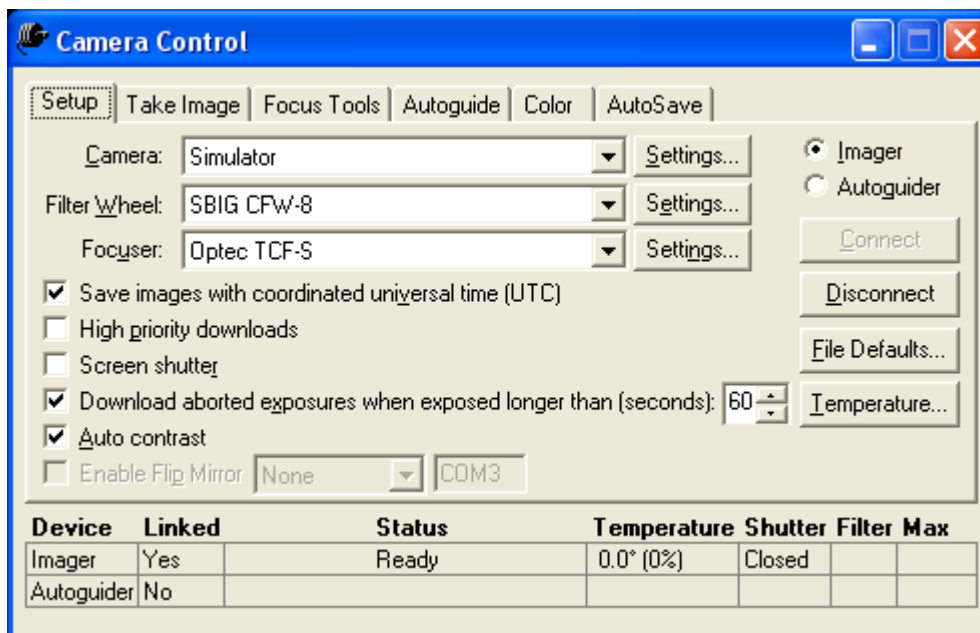 Camera Control
Setup Take Image Focus Tools Autoguide Color AutoSave
Camera: Simulator Settings... Imager
Autoguider
Filter Wheel: SBIG CFW-8 Settings...
Connect
Focuser: Optec TCF-S Settings...
Save images with coordinated universal time (UTC) Disconnect
High priority downloads
File Defaults...
Screen shutter
Download aborted exposures when exposed longer than (seconds): 60 Temperature...
Auto contrast
Enable Flip Mirror None COM3
Device Linked Status Temperature Shutter Filter Max
Imager Yes Ready 0.0° (0%) Closed
Autoguider No